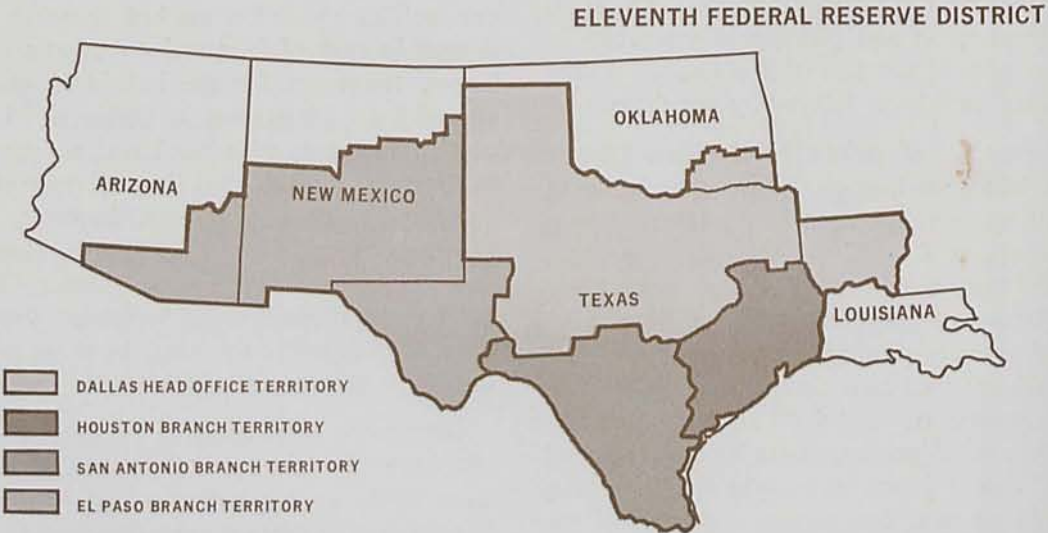 ELEVENTH FEDERAL RESERVE DISTRICT
OKLAHOMA
ARIZONA
NEW MEXICO
TEXAS
LOUISIANA
DALLAS HEAD OFFICE TERRITORY
HOUSTON BRANCH TERRITORY
SAN ANTONIO BRANCH TERRITORY
EL PASO BRANCH TERRITORY